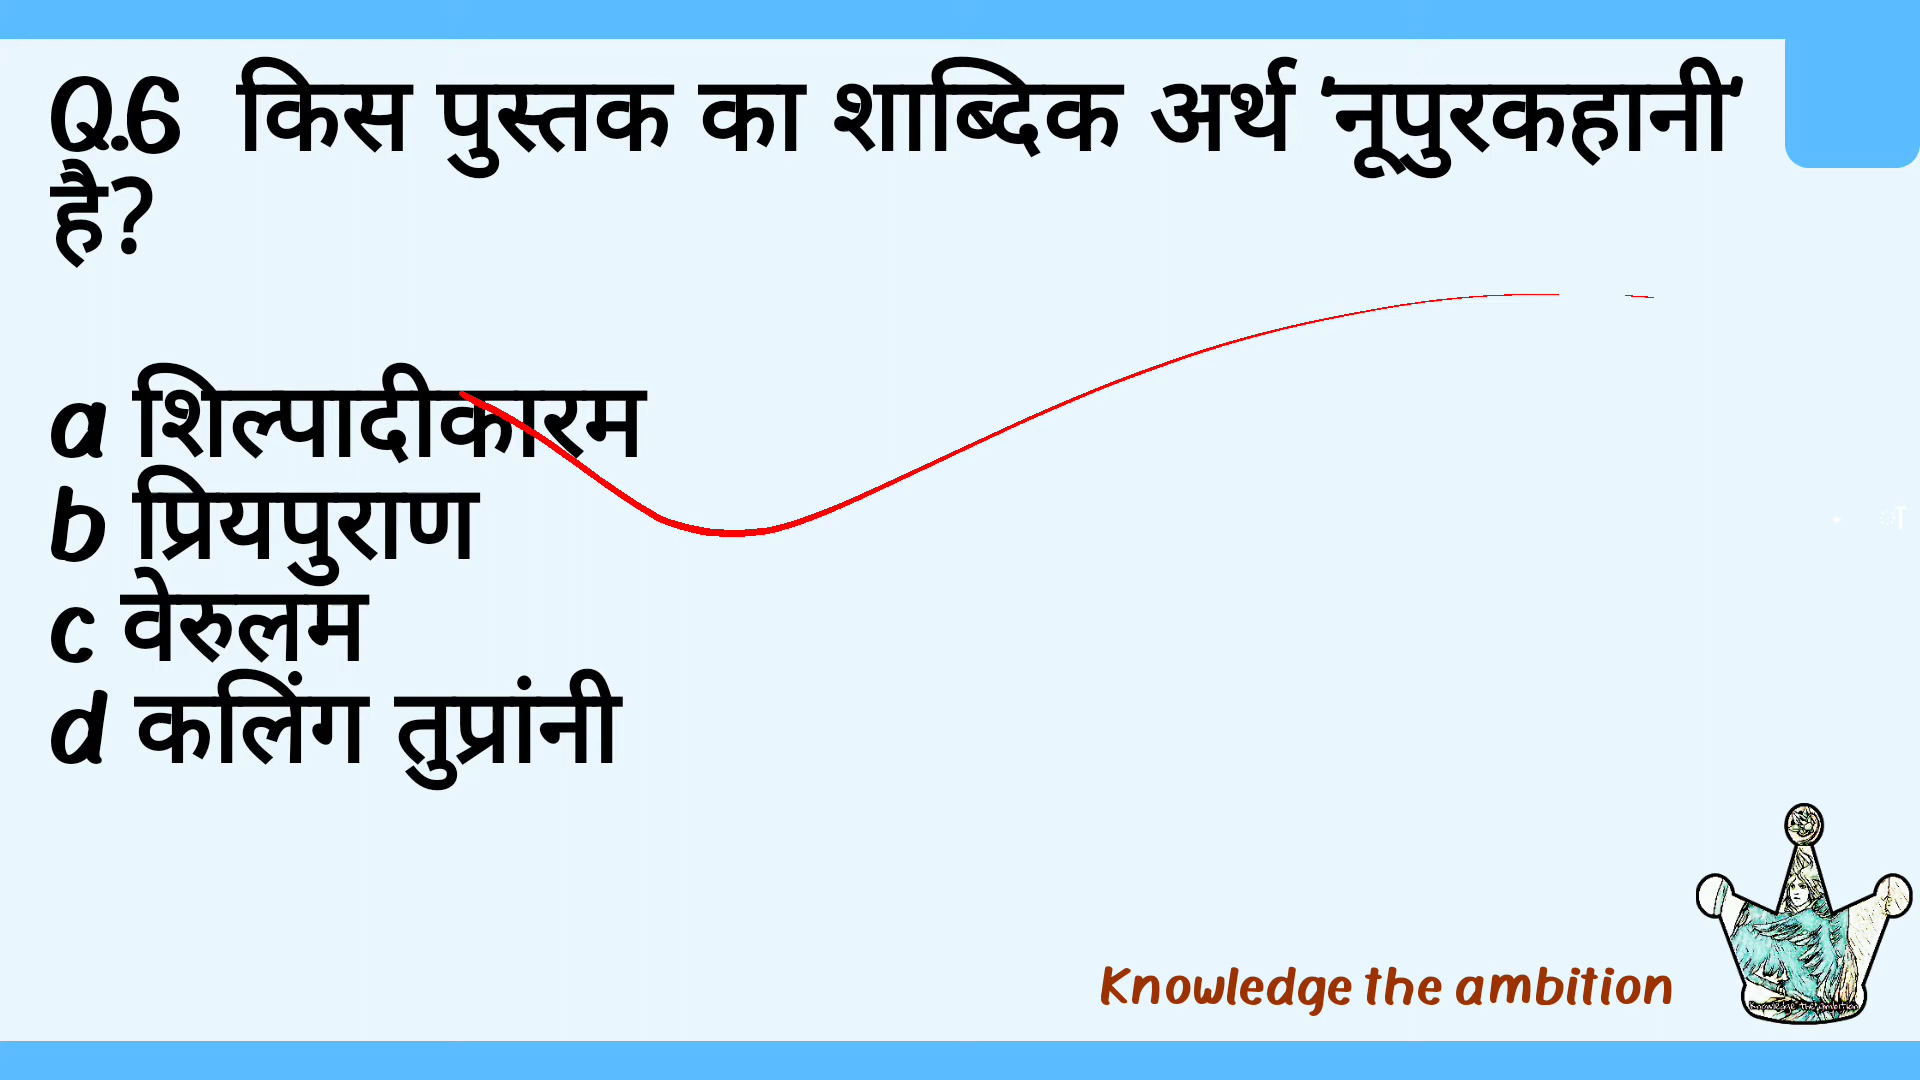 Q.6 किस पुस्तक का शाब्दिक अर्थ 'नूपुरकहानी'
है?
a शिल्पादीकारम
b प्रियपुराण
c वेरुलम
d कलिंग तुप्रांनी
Knowledge the ambition